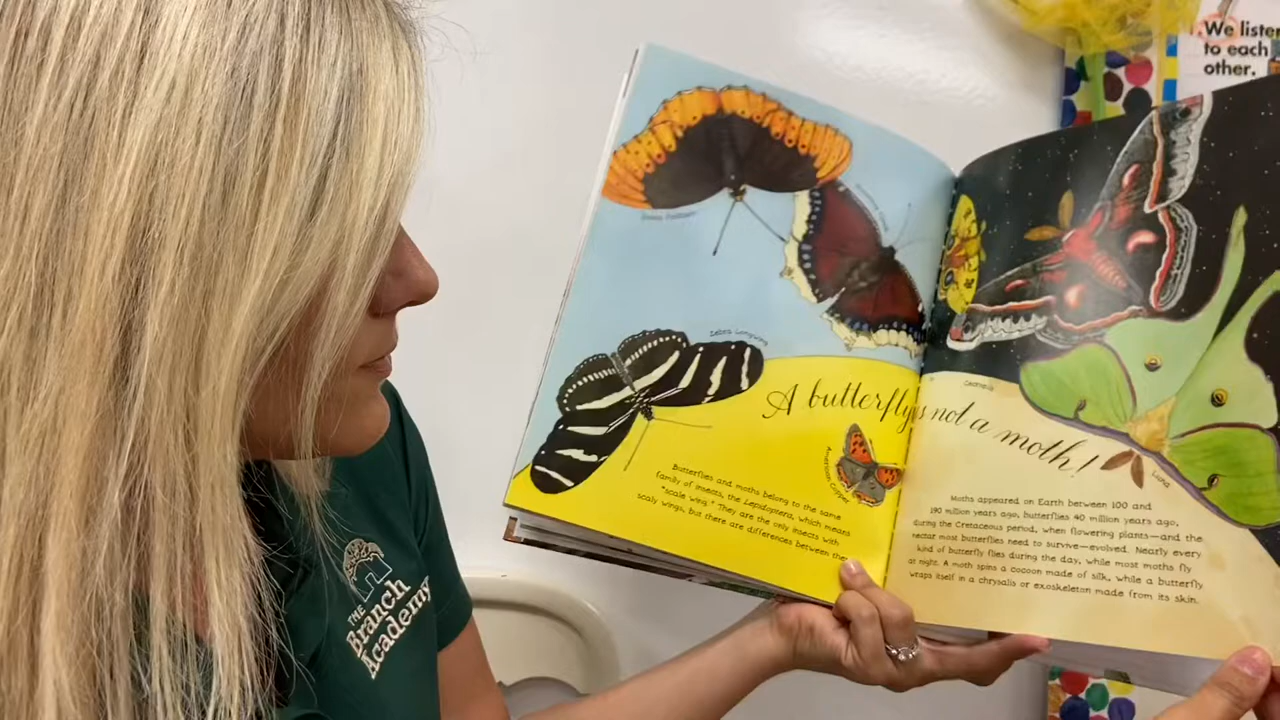 We listen
to each
other.
Zebra Longwing
A butterfly is not a moth!
American Copper
Butterflies and moths belong to the same
family of insects, the Lepidoptera, which means
"scale wing." They are the only insects with
scaly wings, but there are differences between them
Luna
Moths appeared on Earth between 100 and
190 million years ago, butterflies 40 million years ago,
during the Cretaceous period, when flowering plants—and the
nectar most butterflies need to survive—evolved. Nearly every
kind of butterfly flies during the day, while most moths fly
at night. A moth spins a cocoon made of silk, while a butterfly
wraps itself in a chrysalis or exoskeleton made from its skin.
THE
Branch
Academy